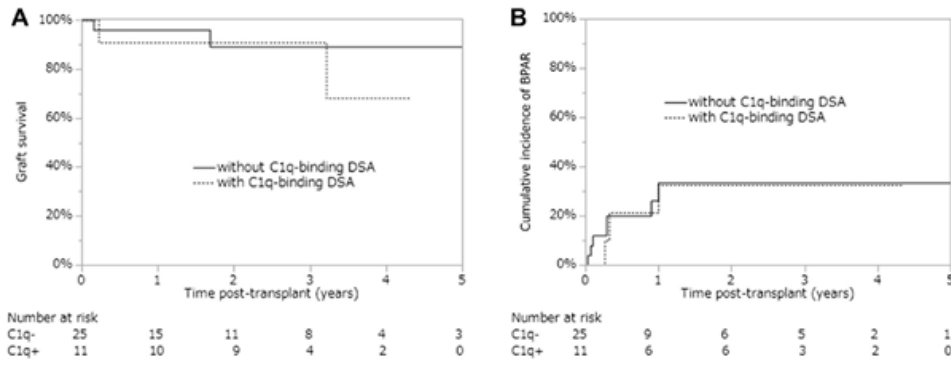 A
100%
80%
60%
40%
20%
0%
Graft survival
without C1q-binding DSA
with C1q-binding DSA
0 1 2 3 4 5
Time post-transplant (years)
Number at risk
C1q- 25 15 11 8 4 3
C1q+ 11 10 9 4 2 0
B
100%
80%
60%
40%
20%
0%
Cumulative incidence of BPAR
without C1q-binding DSA
with C1q-binding DSA
0 1 2 3 4 5
Time post-transplant (years)
Number at risk
C1q- 25 9 6 5 2 1
C1q+ 11 6 6 3 2 0